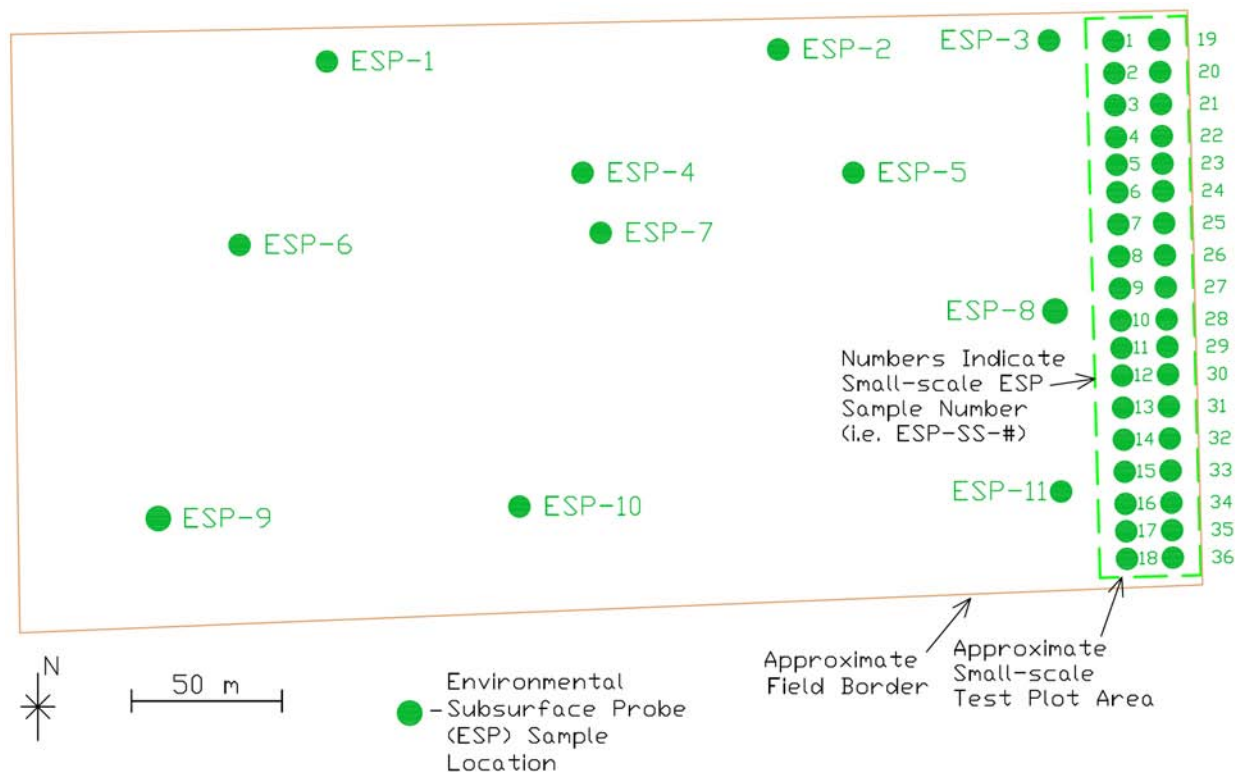 ESP-1
ESP-2
ESP-3
1 19
2 20
3 21
4 22
5 23
6 24
7 25
8 26
9 27
10 28
11 29
12 30
13 31
14 32
15 33
16 34
17 35
18 36
ESP-4
ESP-5
ESP-6
ESP-7
ESP-8
Numbers Indicate
Small-scale ESP
Sample Number
(i.e. ESP-SS-#)
ESP-9
ESP-10
ESP-11
N
50 m
Environmental
-Subsurface Probe
(ESP) Sample
Location
Approximate
Field Border
Approximate
Small-scale
Test Plot Area